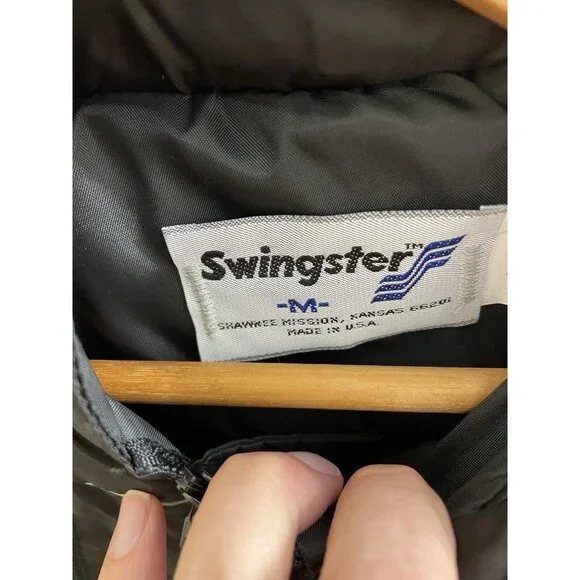 Swingster™
-M-
SHAWNEE MISSION, KANSAS 66201
MADE IN U.S.A.